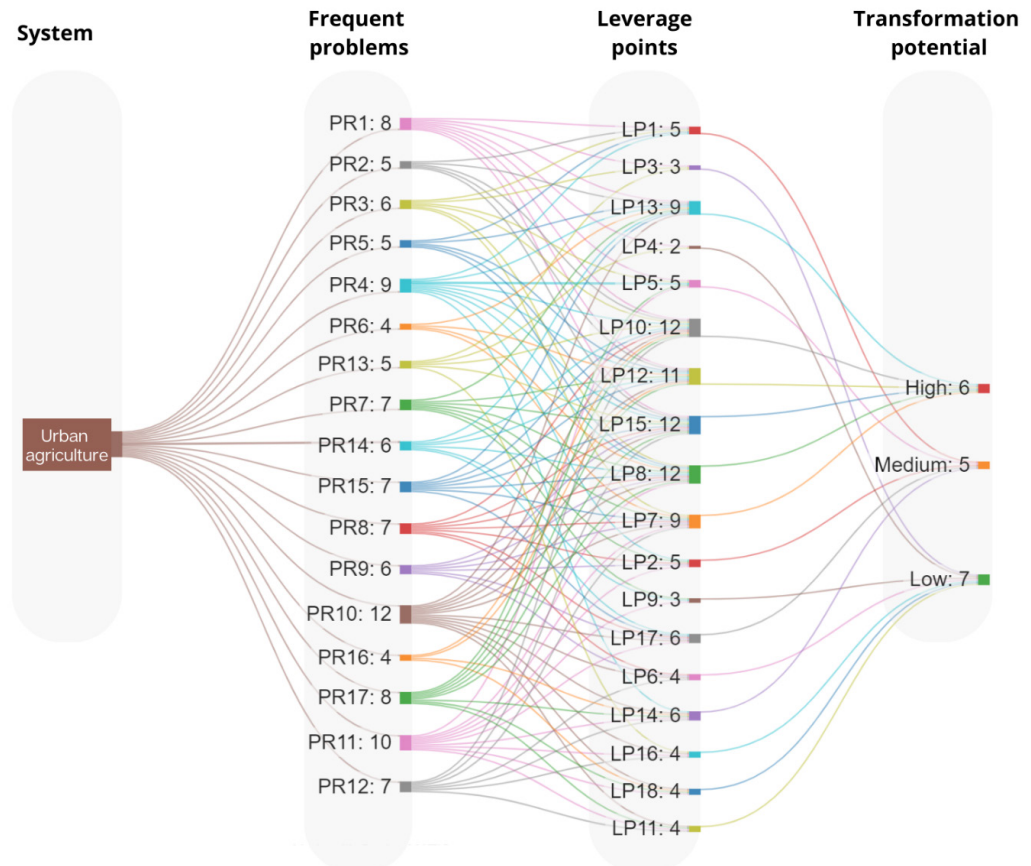 System
Frequent
problems
Leverage
points
Transformation
potential
Urban
agriculture
PR1: 8
PR2: 5
PR3: 6
PR5: 5
PR4: 9
PR6: 4
PR13: 5
PR7: 7
PR14: 6
PR15: 7
PR8: 7
PR9: 6
PR10: 12
PR16: 4
PR17: 8
PR11: 10
PR12: 7
LP1: 5
LP3: 3
LP13: 9
LP4: 2
LP5: 5
LP10: 12
LP12: 11
LP15: 12
LP8: 12
LP7: 9
LP2: 5
LP9: 3
LP17: 6
LP6: 4
LP14: 6
LP16: 4
LP18: 4
LP11: 4
High: 6
Medium: 5
Low: 7